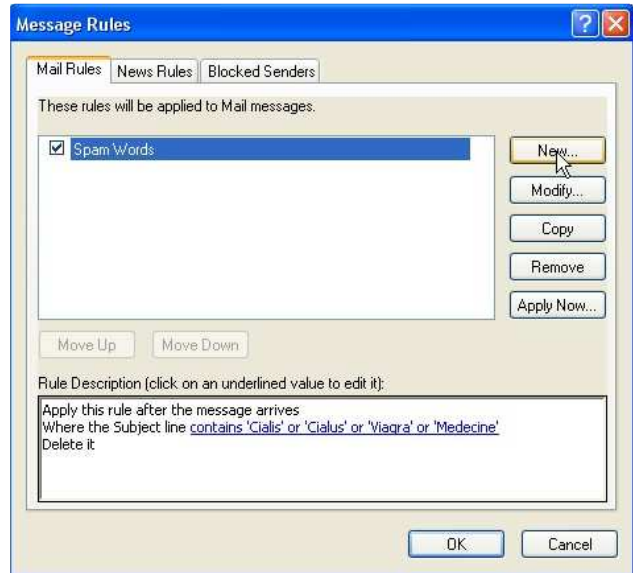 Message Rules
Mail Rules
News Rules
Blocked Senders
These rules will be applied to Mail messages.
Spam Words
New...
Modify...
Copy
Remove
Apply Now...
Move Up
Move Down
Rule Description (click on an underlined value to edit it):
Apply this rule after the message arrives
Where the Subject line contains 'Cialis' or 'Cialus' or 'Viagra' or 'Medecine'
Delete it
OK
Cancel